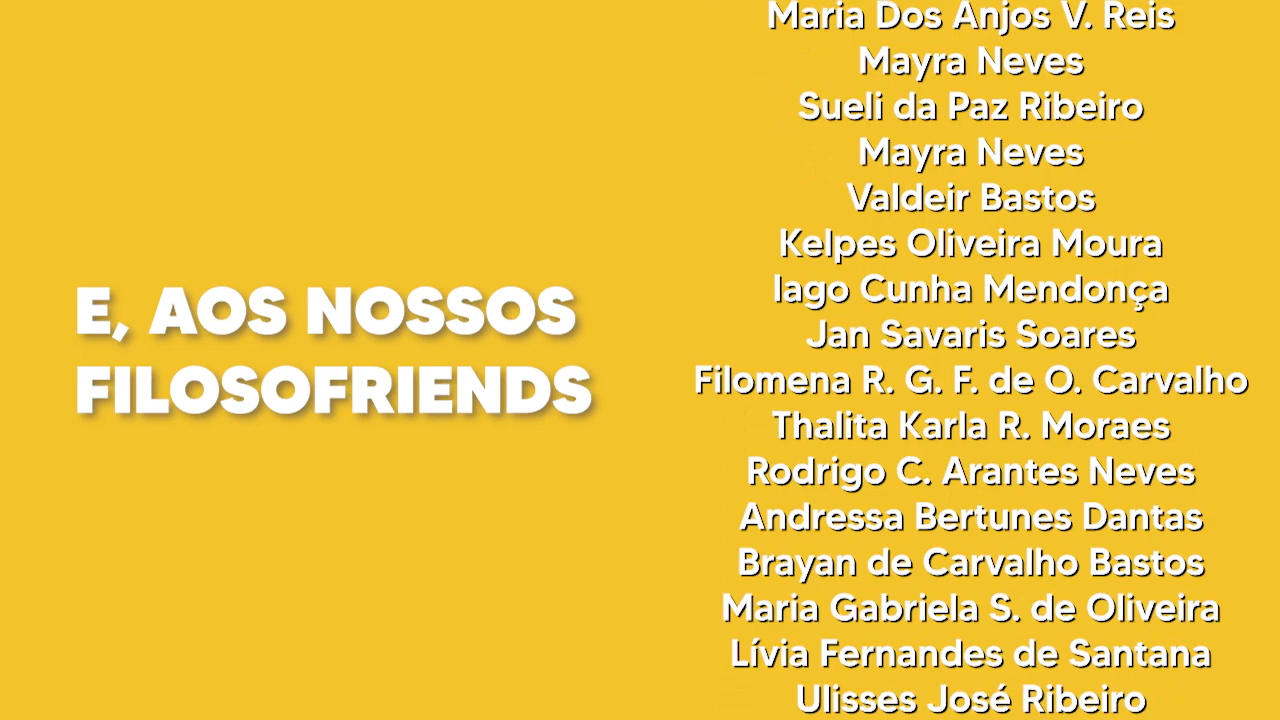 E, AOS NOSSOS
FILOSOFRIENDS
Maria Dos Anjos V. Reis
Mayra Neves
Sueli da Paz Ribeiro
Mayra Neves
Valdeir Bastos
Kelpes Oliveira Moura
Iago Cunha Mendonça
Jan Savaris Soares
Filomena R. G. F. de O. Carvalho
Thalita Karla R. Moraes
Rodrigo C. Arantes Neves
Andressa Bertunes Dantas
Brayan de Carvalho Bastos
Maria Gabriela S. de Oliveira
Lívia Fernandes de Santana
Ulisses José Ribeiro